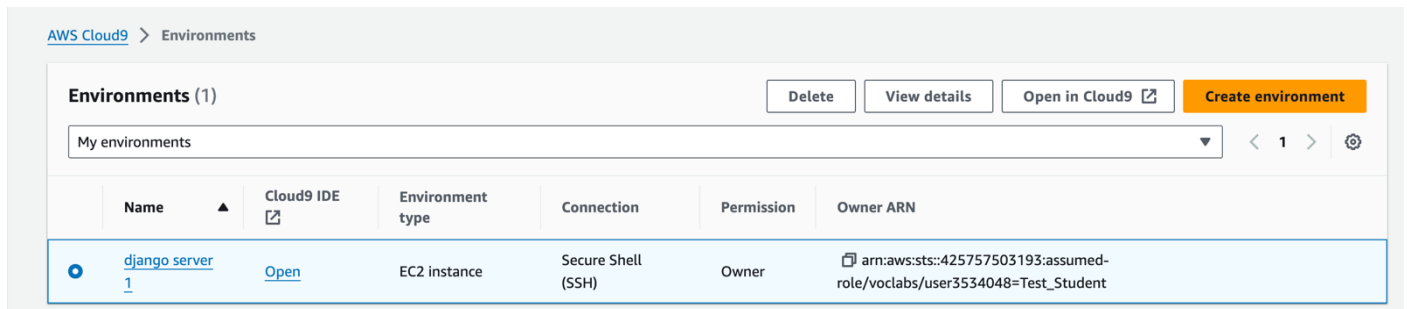 AWS Cloud9 > Environments
Environments (1)
Delete
View details
Open in Cloud9
Create environment
My environments
1
Name
Cloud9 IDE
Environment type
Connection
Permission
Owner ARN
django server
1
Open
EC2 instance
Secure Shell
(SSH)
Owner
arn:aws:sts::425757503193:assumed-
role/voclabs/user3534048=Test_Student